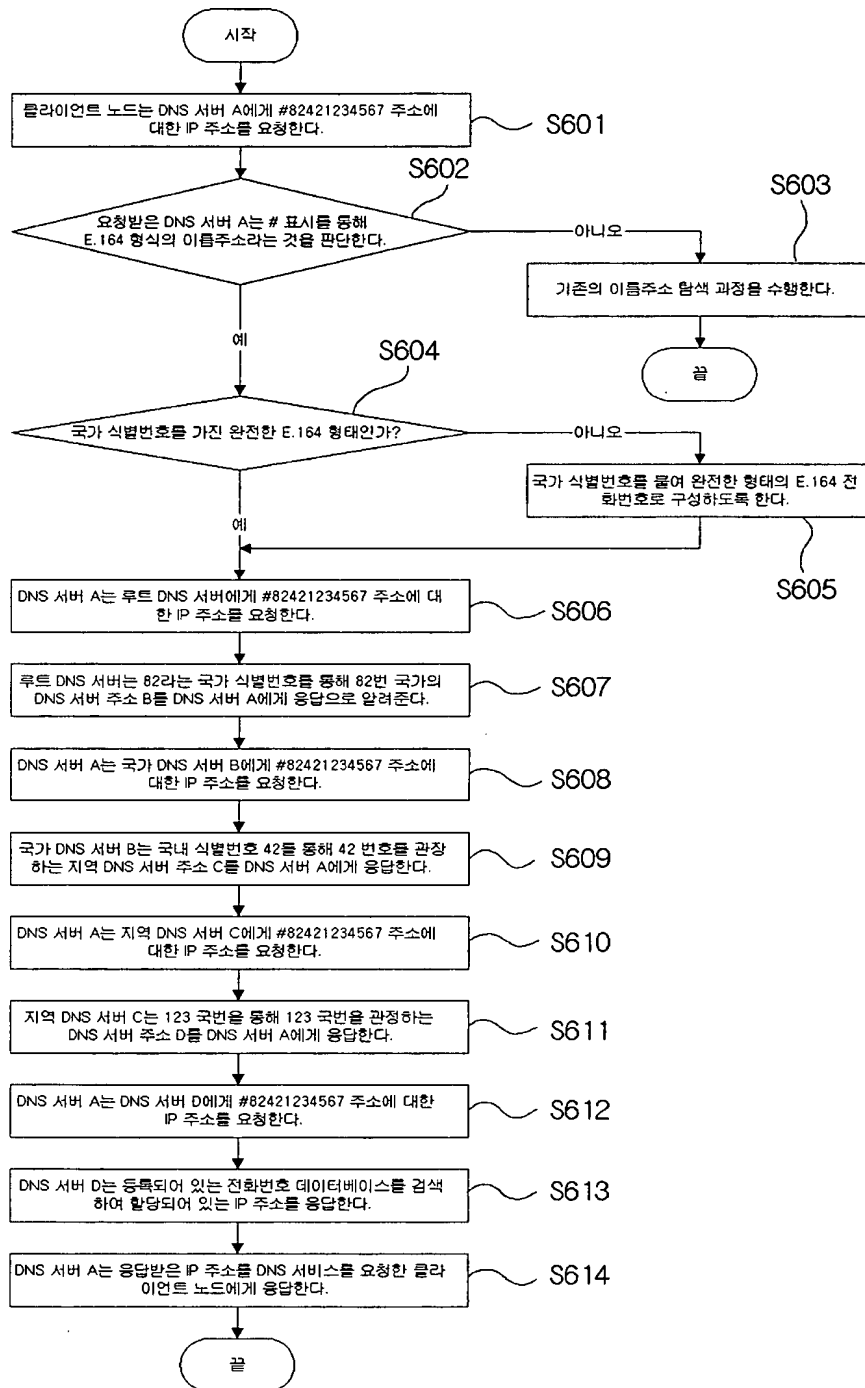 시작
클라이언트 노드는 DNS 서버 A에게 #82421234567 주소에
대한 IP 주소를 요청한다.
S601
S602
요청받은 DNS 서버 A는 # 표시를 통해
E.164 형식의 이름주소라는 것을 판단한다.
아니오
S603
기존의 이름주소 탐색 과정을 수행한다.
끝
예
S604
국가 식별번호를 가진 완전한 E.164 형태인가?
아니오
국가 식별번호를 붙여 완전한 형태의 E.164 전
화번호로 구성하도록 한다.
S605
예
DNS 서버 A는 루트 DNS 서버에게 #82421234567 주소에 대
한 IP 주소를 요청한다.
S606
루트 DNS 서버는 82라는 국가 식별번호를 통해 82번 국가의
DNS 서버 주소 B를 DNS 서버 A에게 응답으로 알려준다.
S607
DNS 서버 A는 국가 DNS 서버 B에게 #82421234567 주소에
대한 IP 주소를 요청한다.
S608
국가 DNS 서버 B는 국내 식별번호 42를 통해 42 번호를 관장
하는 지역 DNS 서버 주소 C를 DNS 서버 A에게 응답한다.
S609
DNS 서버 A는 지역 DNS 서버 C에게 #82421234567 주소에
대한 IP 주소를 요청한다.
S610
지역 DNS 서버 C는 123 국번을 통해 123 국번을 관정하는
DNS 서버 주소 D를 DNS 서버 A에게 응답한다.
S611
DNS 서버 A는 DNS 서버 D에게 #82421234567 주소에 대한
IP 주소를 요청한다.
S612
DNS 서버 D는 등록되어 있는 전화번호 데이터베이스를 검색
하여 할당되어 있는 IP 주소를 응답한다.
S613
DNS 서버 A는 응답받은 IP 주소를 DNS 서비스를 요청한 클라
이언트 노드에게 응답한다.
S614
끝